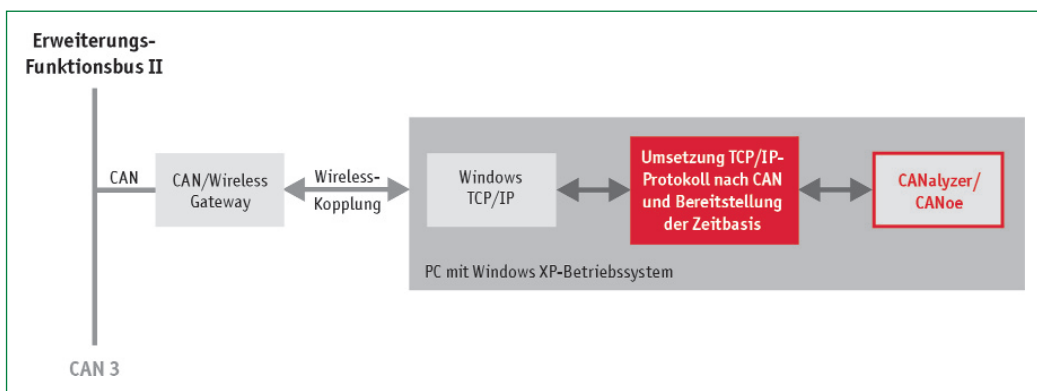 Erweiterungs-
Funktionsbus II
CAN
CAN/Wireless
Gateway
Wireless-
Kopplung
Windows
TCP/IP
Umsetzung TCP/IP-
Protokoll nach CAN
und Bereitstellung
der Zeitbasis
CANalyzer/
CANoe
PC mit Windows XP-Betriebssystem
CAN 3